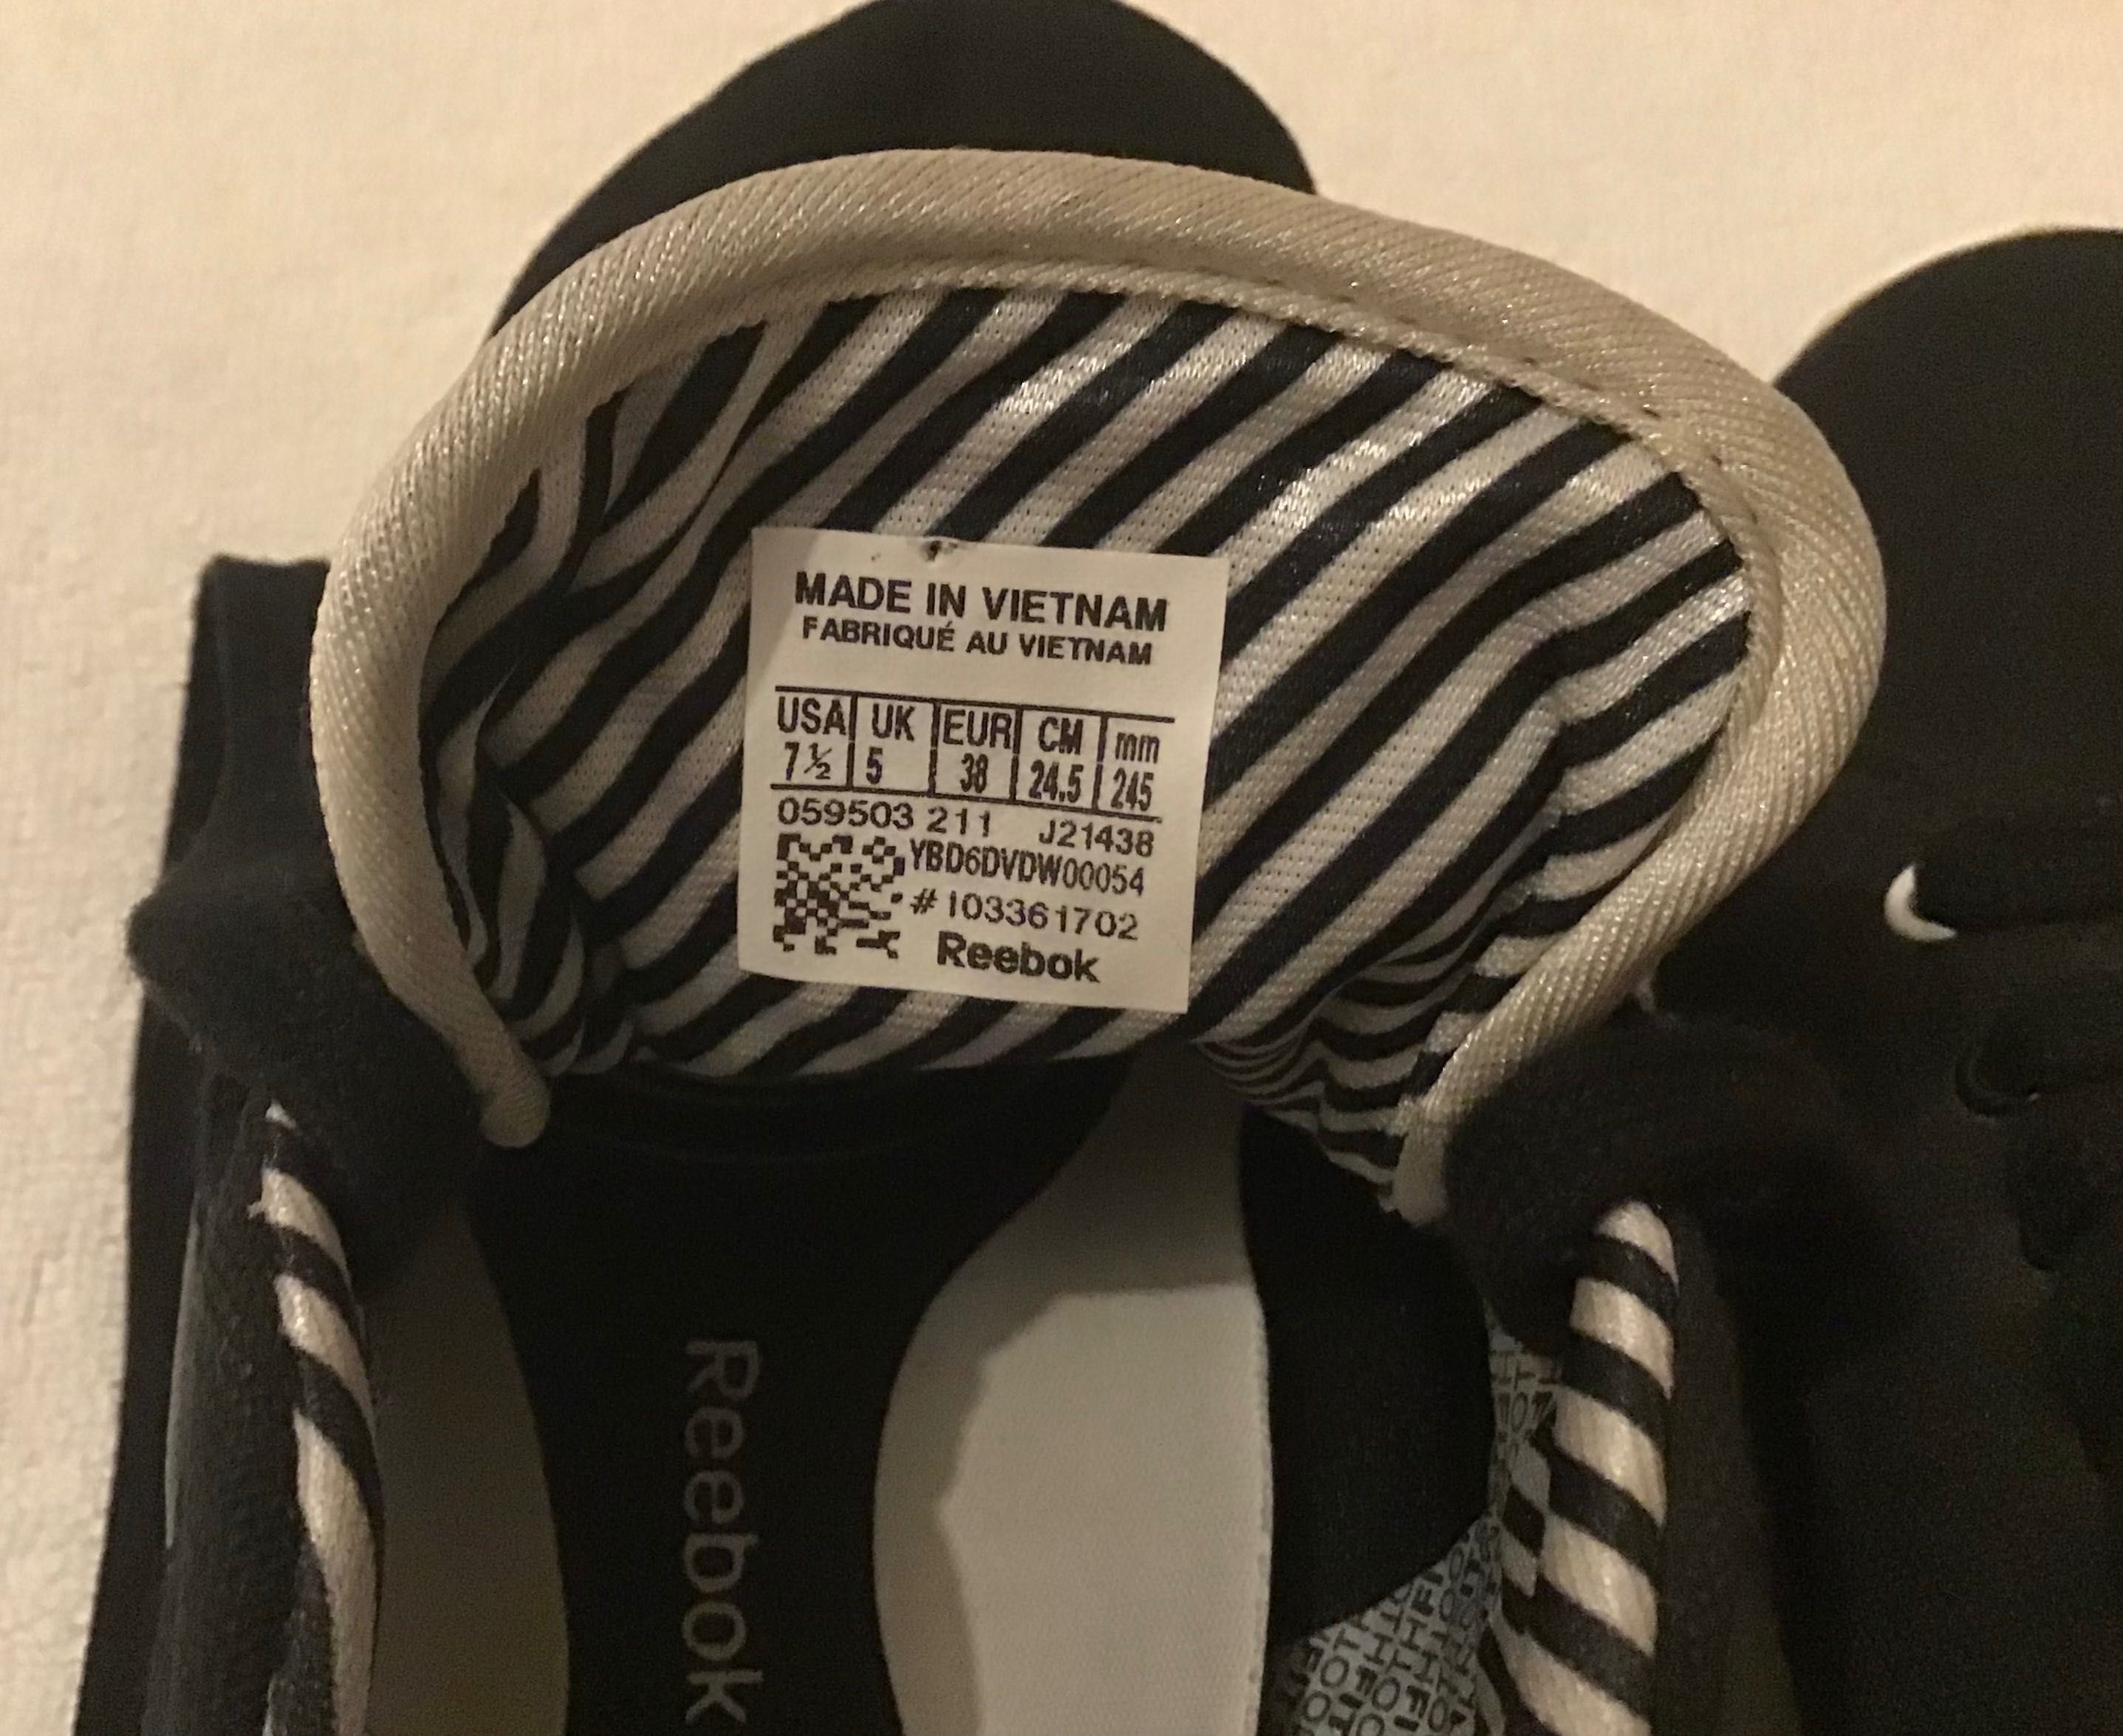 MADE IN VIETNAM
FABRIQUÉ AU VIETNAM
USA UK EUR CM mm
7½ 5 38 24.5 245
059503 211 J21438
YBD6DVDW00054
# 103361702
Reebok
Reebok